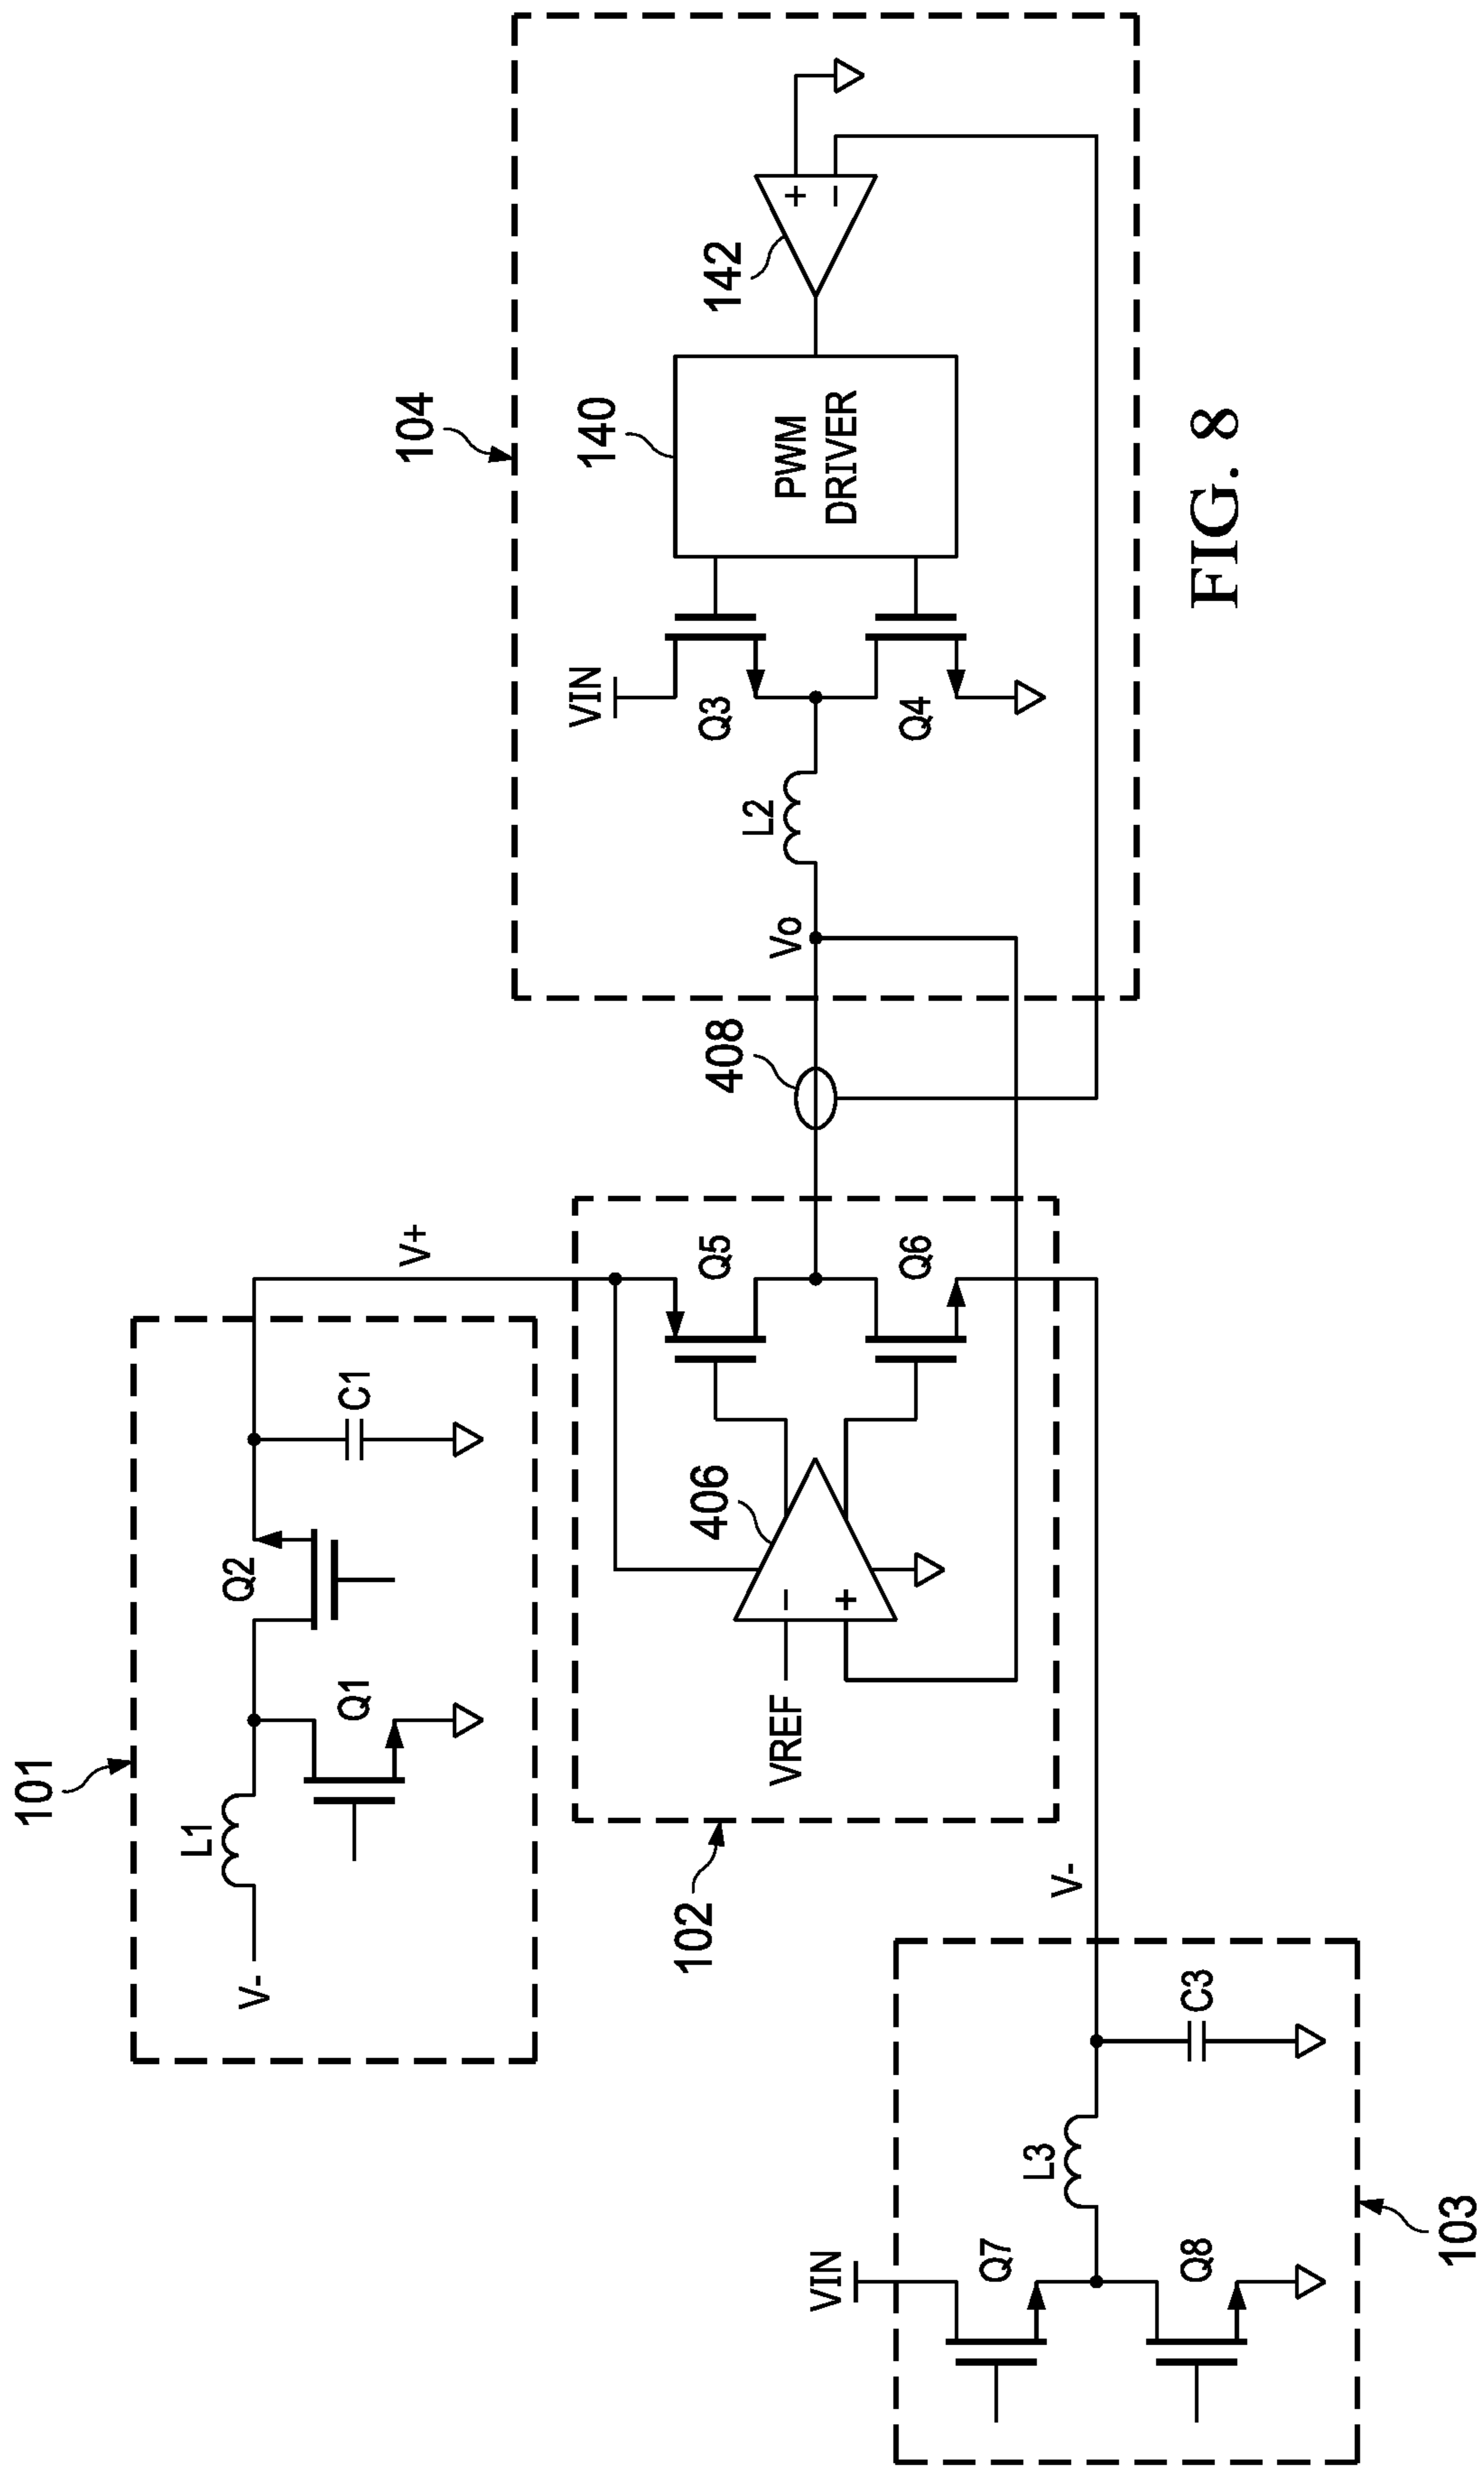 101
L1
V-
Q1
Q2
C1
V+
102
VREF
406
-
+
Q5
Q6
V-
103
VIN
Q7
Q8
L3
C3
408
104
Vo
L2
VIN
Q3
Q4
140
PWM
DRIVER
142
+
-
FIG. 8